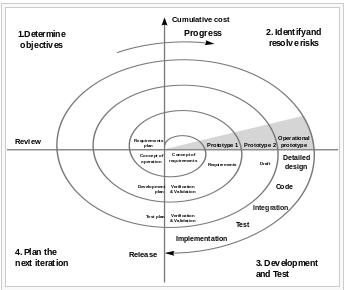 Cumulative cost
1.Determine
objectives
Progress
2. Identifyand
resolve risks
Review
Requirements
plan
Concept of
operation
Concept of
requirements
Prototype 1
Prototype 2
Operational
prototype
Requirements
Draft
Detailed
design
Development
plan
Verification
& Validation
Code
Integration
Test plan
Verification
& Validation
Test
Implementation
Release
4. Plan the
next iteration
3. Development
and Test